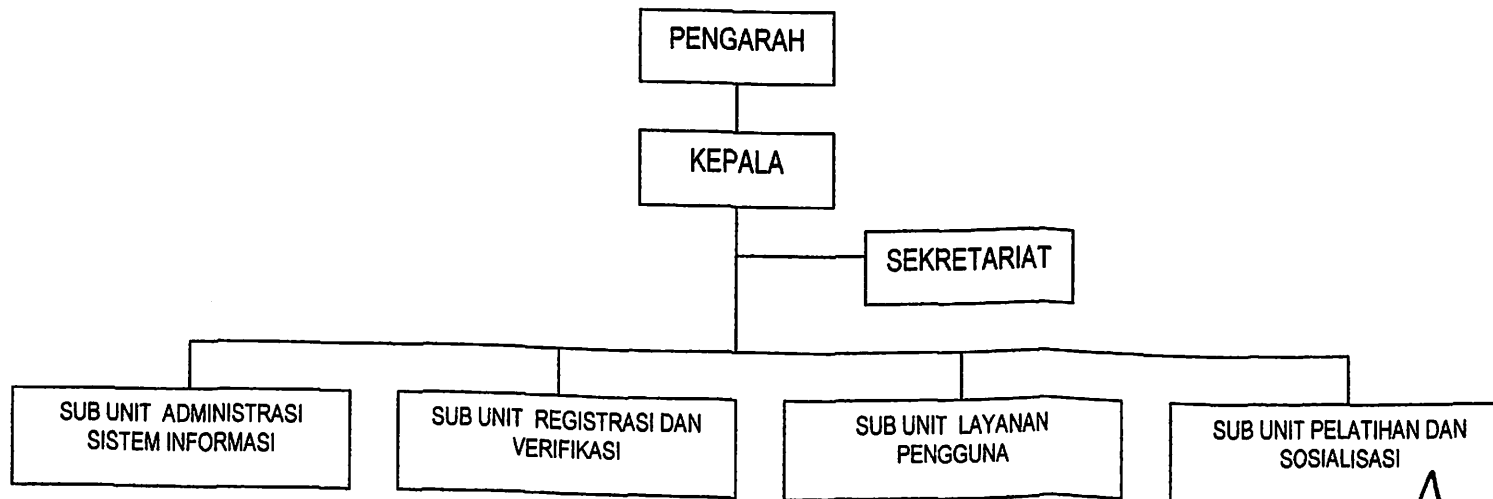 PENGARAH
KEPALA
SEKRETARIAT
SUB UNIT ADMINISTRASI
SISTEM INFORMASI
SUB UNIT REGISTRASI DAN
VERIFIKASI
SUB UNIT LAYANAN
PENGGUNA
SUB UNIT PELATIHAN DAN
SOSIALISASI